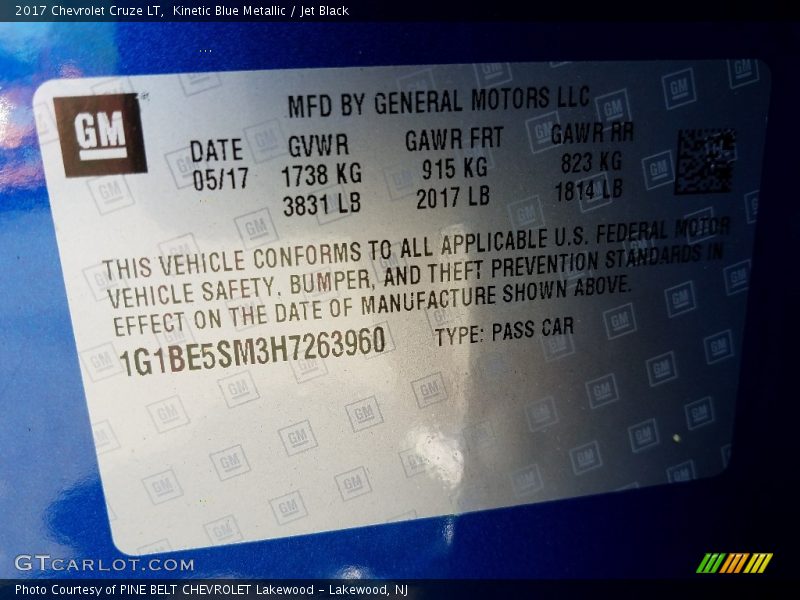 2017 Chevrolet Cruze LT,  Kinetic Blue Metallic / Jet Black
GM
MFD BY GENERAL MOTORS LLC
DATE GVWR GAWR FRT GAWR RR
05/17 1738 KG 915 KG 823 KG
3831 LB 2017 LB 1814 LB
THIS VEHICLE CONFORMS TO ALL APPLICABLE U.S. FEDERAL MOTOR
VEHICLE SAFETY, BUMPER, AND THEFT PREVENTION STANDARDS IN
EFFECT ON THE DATE OF MANUFACTURE SHOWN ABOVE.
1G1BE5SM3H7263960 TYPE: PASS CAR
GTCARLOT.COM
Photo Courtesy of PINE BELT CHEVROLET Lakewood - Lakewood, NJ